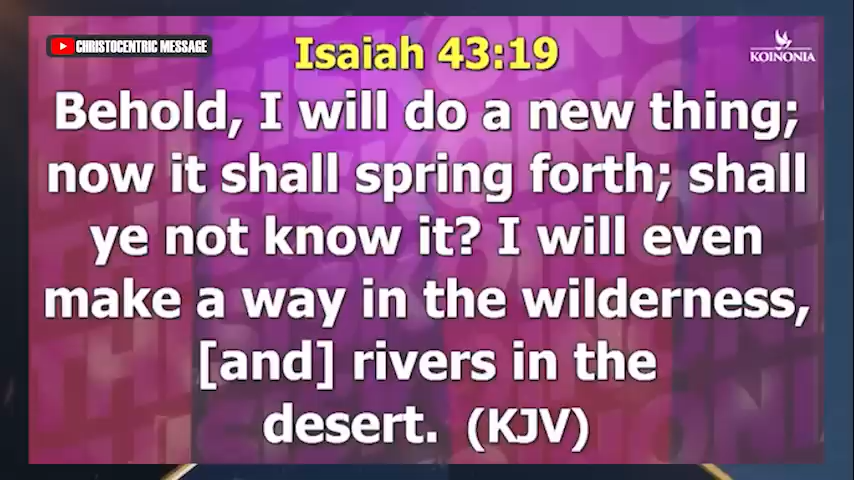 CHRISTOCENTRIC MESSAGE
Isaiah 43:19
KOINONIA
Behold, I will do a new thing;
now it shall spring forth; shall
ye not know it? I will even
make a way in the wilderness,
[and] rivers in the
desert. (KJV)